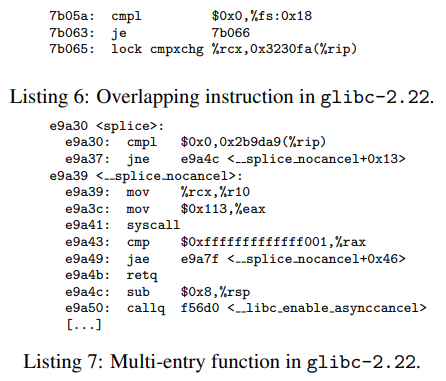 7b05a: cmpl $0x0,%fs:0x18
7b063: je 7b066
7b065: lock cmpxchg %rcx,0x3230fa(%rip)
Listing 6: Overlapping instruction in glibc-2.22.
e9a30 <splice>:
e9a30: cmpl $0x0,0x2b9da9(%rip)
e9a37: jne e9a4c <__splice_nocancel+0x13>
e9a39 <__splice_nocancel>:
e9a39: mov %rcx,%r10
e9a3c: mov $0x113,%eax
e9a41: syscall
e9a43: cmp $0xfffffffffffff001,%rax
e9a49: jae e9a7f <__splice_nocancel+0x46>
e9a4b: retq
e9a4c: sub $0x8,%rsp
e9a50: callq f56d0 <__libc_enable_asynccancel>
[...]
Listing 7: Multi-entry function in glibc-2.22.